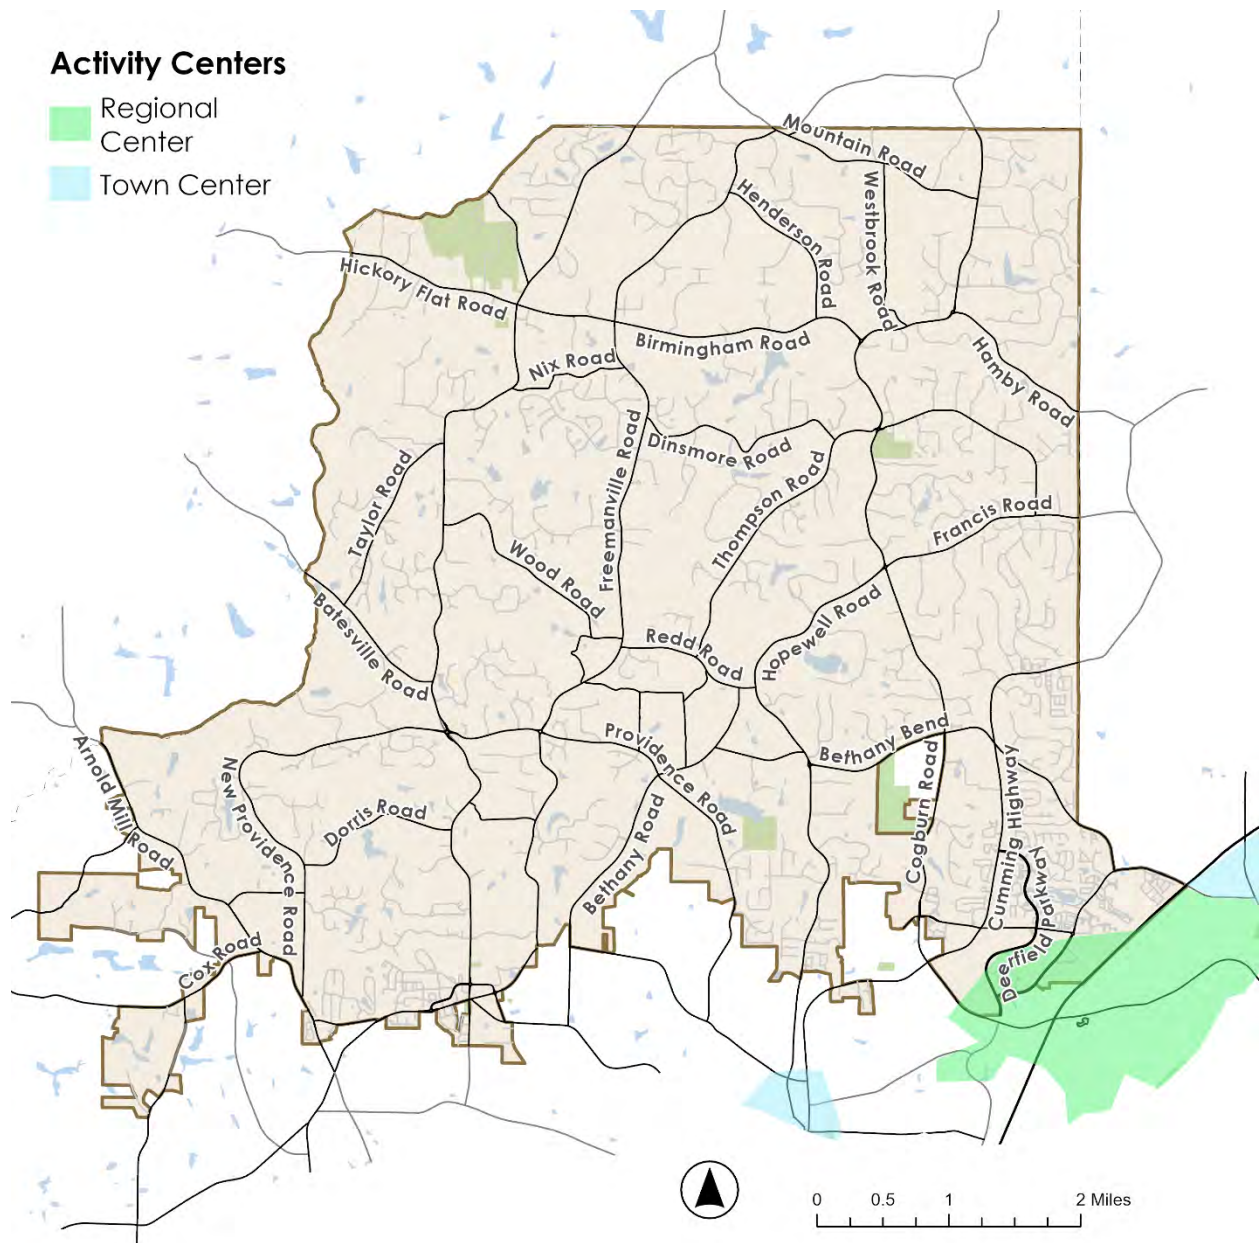 Activity Centers
Regional
Center
Town Center
Mountain Road
Henderson Road
Westbrook Road
Hickory Flat Road
Birmingham Road
Nix Road
Hamby Road
Freemanville Road
Dinsmore Road
Taylor Road
Thompson Road
Francis Road
Wood Road
Batesville Road
Redd Road
Hopewell Road
Providence Road
Bethany Bend
Arnold Mill Road
New Providence Road
Dorris Road
Bethany Road
Cogburn Road
Cumming Highway
Deerfield Parkway
Cox Road
0 0.5 1 2 Miles